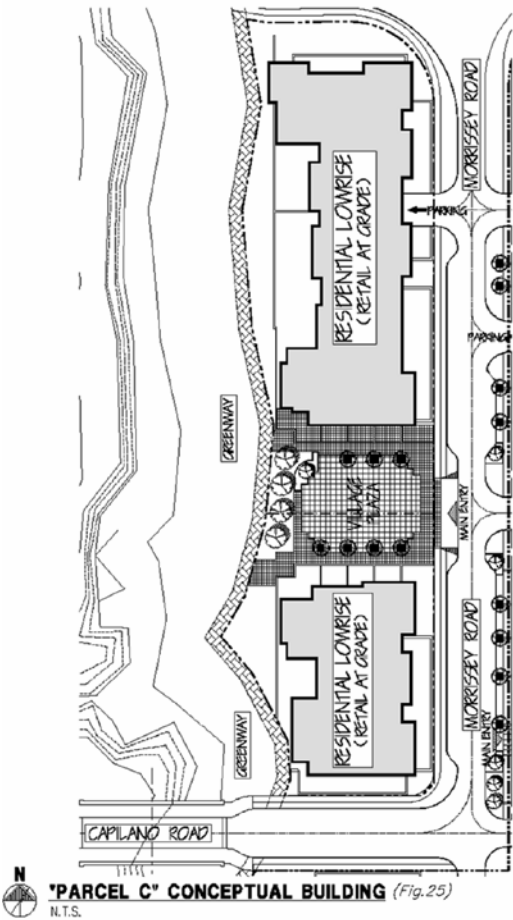 MORRISSEY ROAD
RESIDENTIAL LOWRISE
(RETAIL AT GRADE)
PARKING
PARKING
GREENWAY
VILLAGE
PLAZA
MAIN ENTRY
RESIDENTIAL LOWRISE
(RETAIL AT GRADE)
MORRISSEY ROAD
MAIN ENTRY
GREENWAY
CAPILANO ROAD
N
"PARCEL C" CONCEPTUAL BUILDING (Fig.25)
N.T.S.